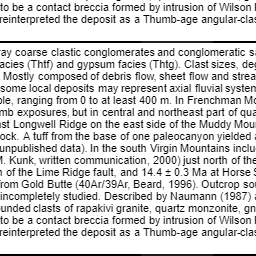 to be a contact breccia formed by intrusion of Wilson
reinterpreted the deposit as a Thumb-age angular-clas
ay coarse clastic conglomerates and conglomeratic sa
acies (Thtf) and gypsum facies (Thtg). Clast sizes, deg
Mostly composed of debris flow, sheet flow and strea
some local deposits may represent axial fluvial system
ble, ranging from 0 to at least 400 m. In Frenchman Mo
mb exposures, but in central and northeast part of qua
st Longwell Ridge on the east side of the Muddy Mou
ock. A tuff from the base of one paleocanyon yielded a
unpublished data). In the south Virgin Mountains inclu
M. Kunk, written communication, 2000) just north of the
n of the Lime Ridge fault, and 14.4 ± 0.3 Ma at Horse S
from Gold Butte (40Ar/39Ar, Beard, 1996). Outcrop sou
incompletely studied. Described by Naumann (1987) a
unded clasts of rapakivi granite, quartz monzonite, gn
to be a contact breccia formed by intrusion of Wilson
reinterpreted the deposit as a Thumb-age angular-clas